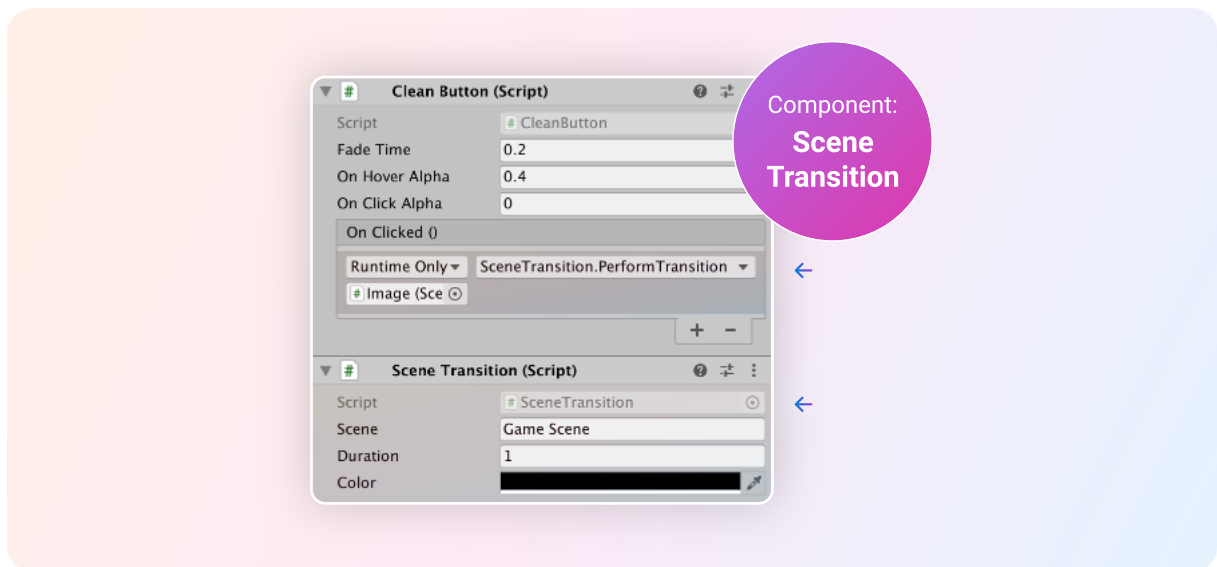 Clean Button (Script)
Component:
Scene
Transition
Script # CleanButton
Fade Time 0.2
On Hover Alpha 0.4
On Click Alpha 0
On Clicked ()
Runtime Only SceneTransition.PerformTransition
# Image (Sce
+ −
# Scene Transition (Script)
Script # SceneTransition
Scene Game Scene
Duration 1
Color